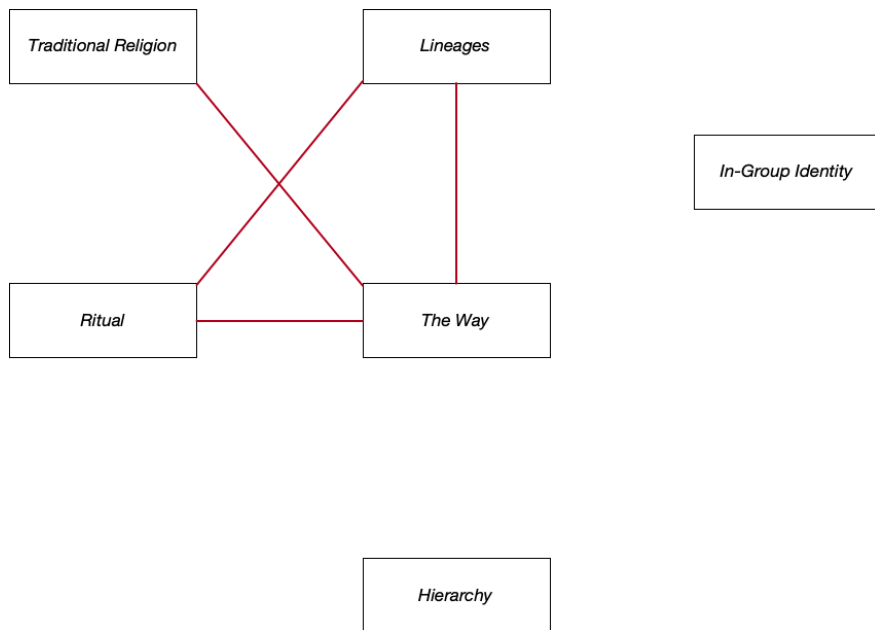 Traditional Religion
Lineages
In-Group Identity
Ritual
The Way
Hierarchy